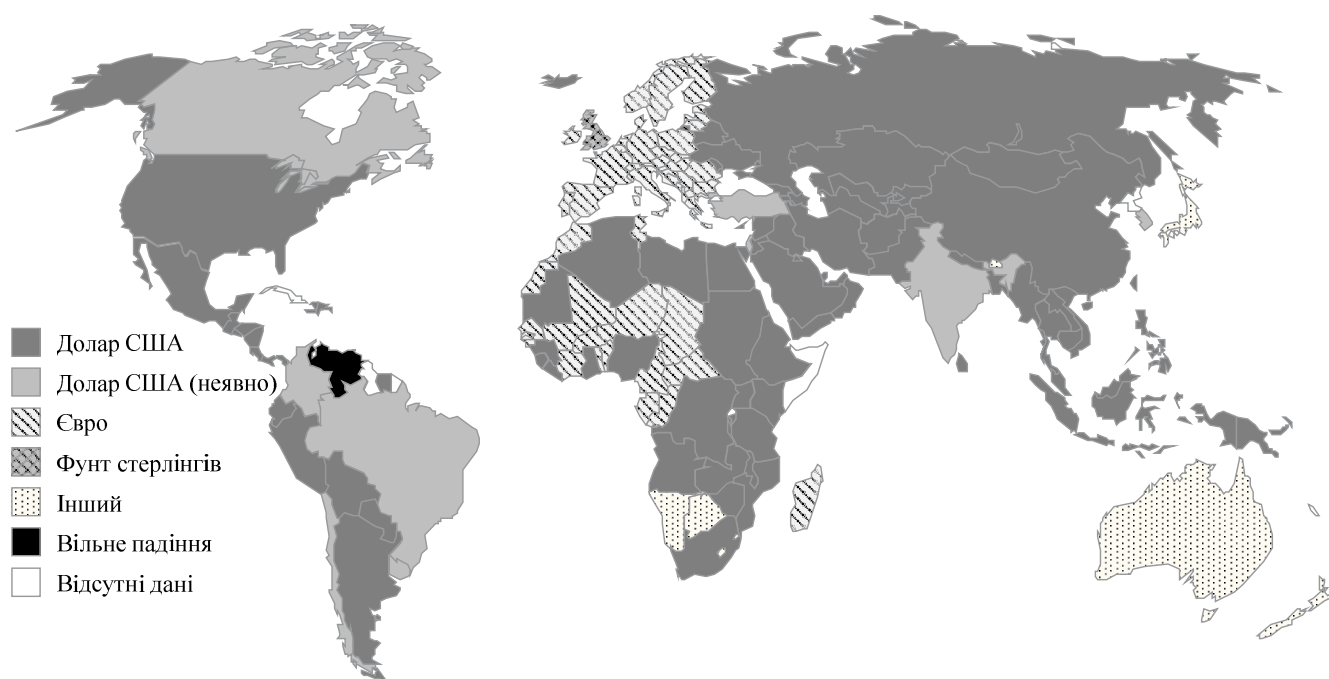 Долар США
Долар США (неявно)
Євро
Фунт стерлінгів
Інший
Вільне падіння
Відсутні дані